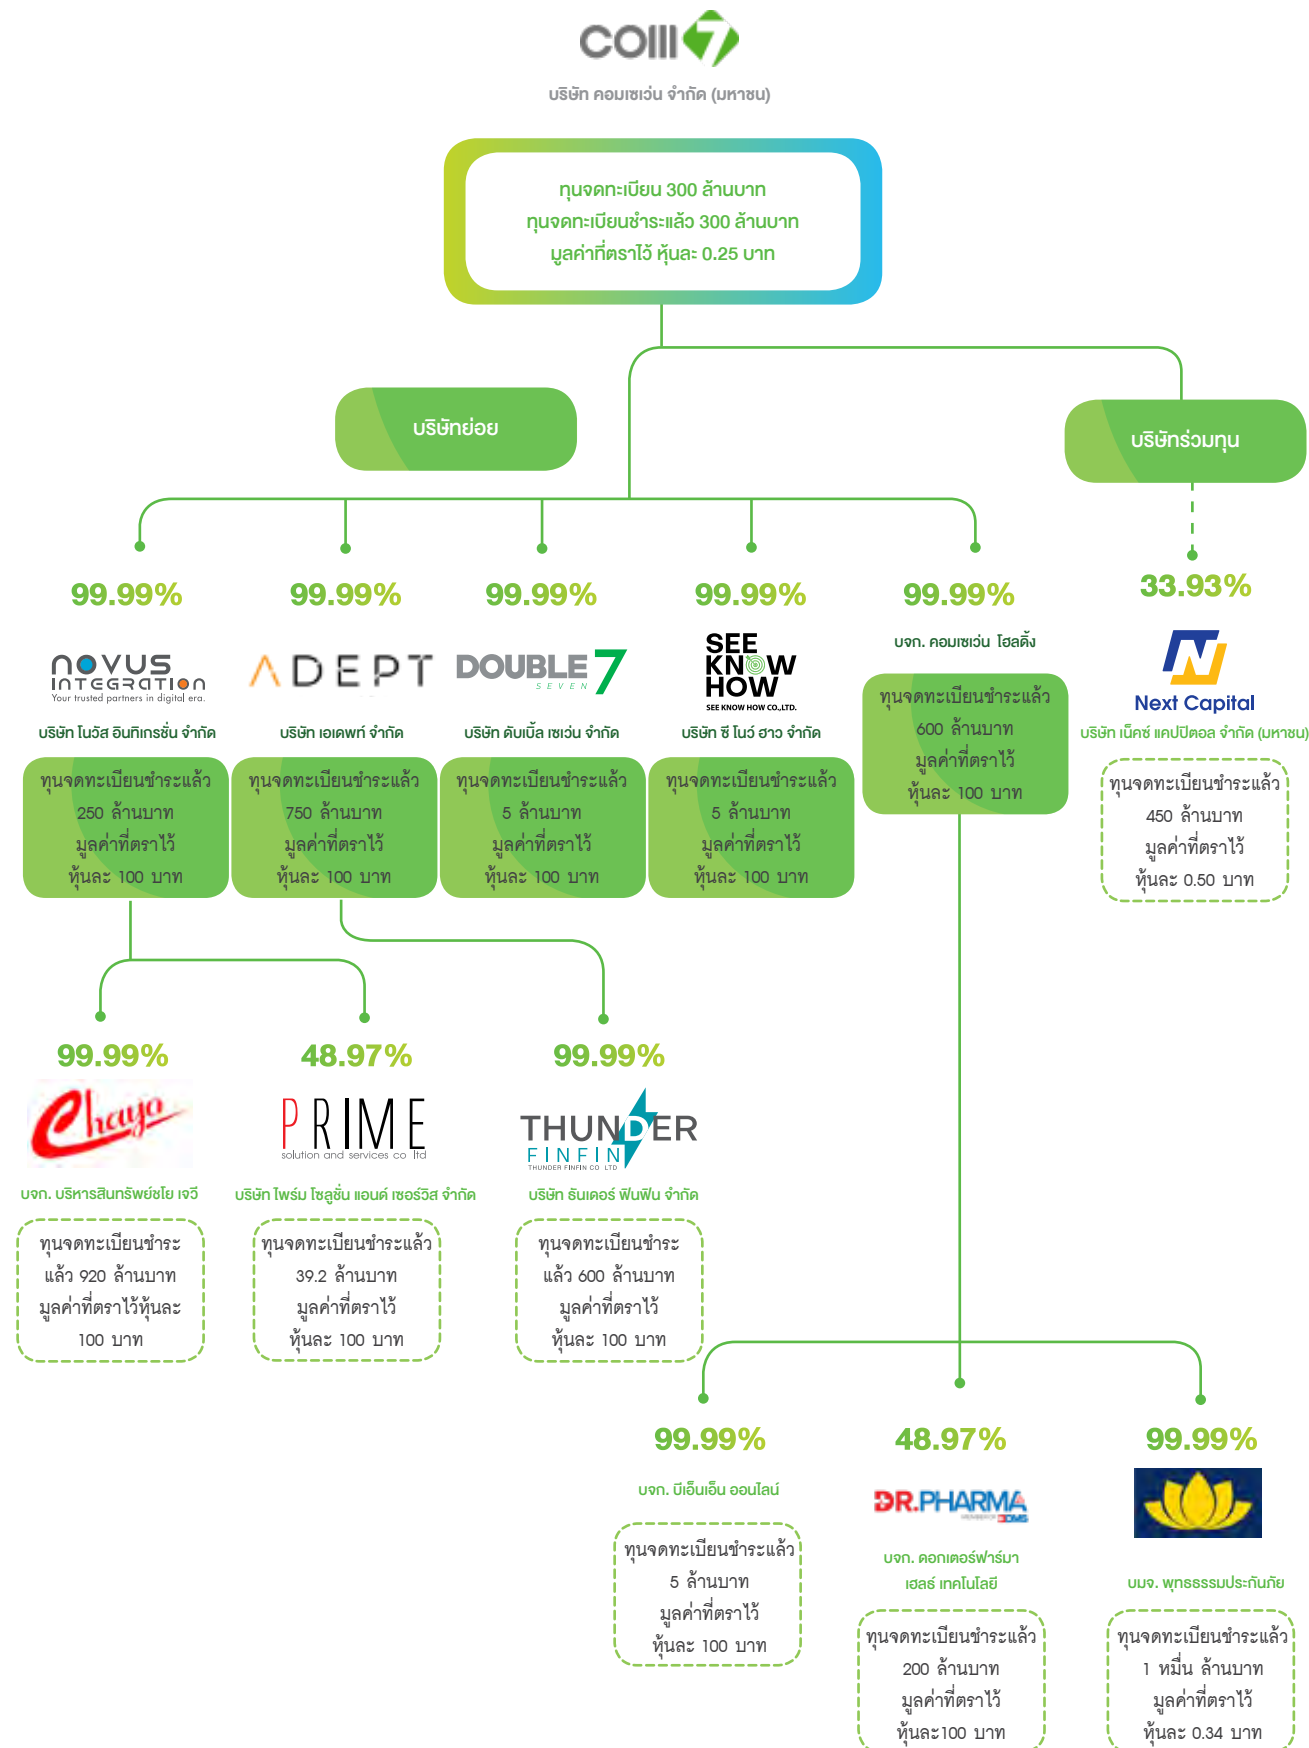 COM7
บริษัท คอมเซเว่น จำกัด (มหาชน)
ทุนจดทะเบียน 300 ล้านบาท
ทุนจดทะเบียนชำระแล้ว 300 ล้านบาท
มูลค่าที่ตราไว้ หุ้นละ 0.25 บาท
บริษัทย่อย
บริษัทร่วมทุน
99.99%
NOVUS
INTEGRATION
Your trusted partners in digital era.
บริษัท โนวัส อินทิเกรชั่น จำกัด
ทุนจดทะเบียนชำระแล้ว
250 ล้านบาท
มูลค่าที่ตราไว้
หุ้นละ 100 บาท
99.99%
ADEPT
บริษัท เอเดพท์ จำกัด
ทุนจดทะเบียนชำระแล้ว
750 ล้านบาท
มูลค่าที่ตราไว้
หุ้นละ 100 บาท
99.99%
DOUBLE 7
SEVEN
บริษัท ดับเบิ้ล เซเว่น จำกัด
ทุนจดทะเบียนชำระแล้ว
5 ล้านบาท
มูลค่าที่ตราไว้
หุ้นละ 100 บาท
99.99%
SEE
KNOW
HOW
SEE KNOW HOW CO.,LTD.
บริษัท ซี โนว์ ฮาว จำกัด
ทุนจดทะเบียนชำระแล้ว
5 ล้านบาท
มูลค่าที่ตราไว้
หุ้นละ 100 บาท
99.99%
บจก. คอมเซเว่น โฮลดิ้ง
ทุนจดทะเบียนชำระแล้ว
600 ล้านบาท
มูลค่าที่ตราไว้
หุ้นละ 100 บาท
33.93%
Next Capital
บริษัท เน็คซ์ แคปปิตอล จำกัด (มหาชน)
ทุนจดทะเบียนชำระแล้ว
450 ล้านบาท
มูลค่าที่ตราไว้
หุ้นละ 0.50 บาท
99.99%
Chayo
บจก. บริหารสินทรัพย์ชโย เจวี
ทุนจดทะเบียนชำระ
แล้ว 920 ล้านบาท
มูลค่าที่ตราไว้หุ้นละ
100 บาท
48.97%
PRIME
solution and services co ltd
บริษัท ไพร์ม โซลูชั่น แอนด์ เซอร์วิส จำกัด
ทุนจดทะเบียนชำระแล้ว
39.2 ล้านบาท
มูลค่าที่ตราไว้
หุ้นละ 100 บาท
99.99%
THUNDER
FINFIN
THUNDER FINFIN CO LTD
บริษัท ธันเดอร์ ฟินฟิน จำกัด
ทุนจดทะเบียนชำระ
แล้ว 600 ล้านบาท
มูลค่าที่ตราไว้
หุ้นละ 100 บาท
99.99%
บจก. บีเอ็นเอ็น ออนไลน์
ทุนจดทะเบียนชำระแล้ว
5 ล้านบาท
มูลค่าที่ตราไว้
หุ้นละ 100 บาท
48.97%
DR.PHARMA
บจก. ดอกเตอร์ฟาร์มา
เฮลธ์ เทคโนโลยี
ทุนจดทะเบียนชำระแล้ว
200 ล้านบาท
มูลค่าที่ตราไว้
หุ้นละ100 บาท
99.99%
บมจ. พุทธธรรมประกันภัย
ทุนจดทะเบียนชำระแล้ว
1 หมื่น ล้านบาท
มูลค่าที่ตราไว้
หุ้นละ 0.34 บาท